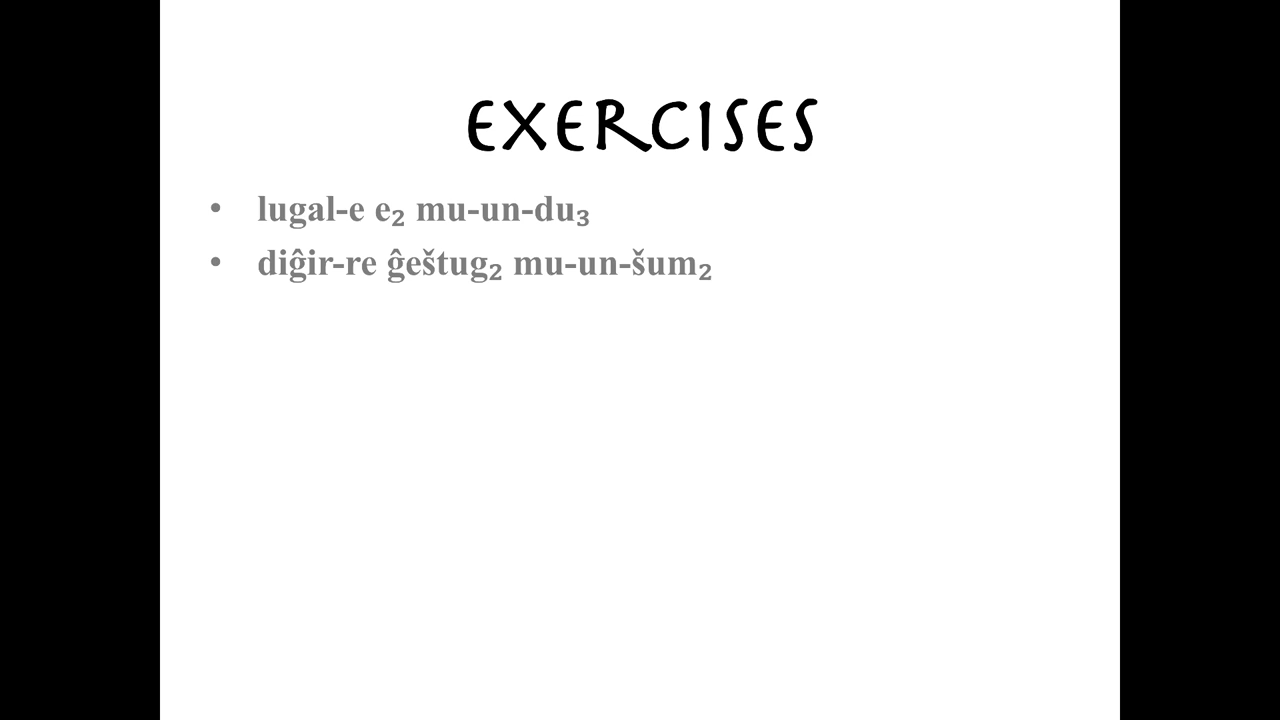 EXERCISES
• lugal-e e₂ mu-un-du₃
• diĝir-re ĝeštug₂ mu-un-šum₂